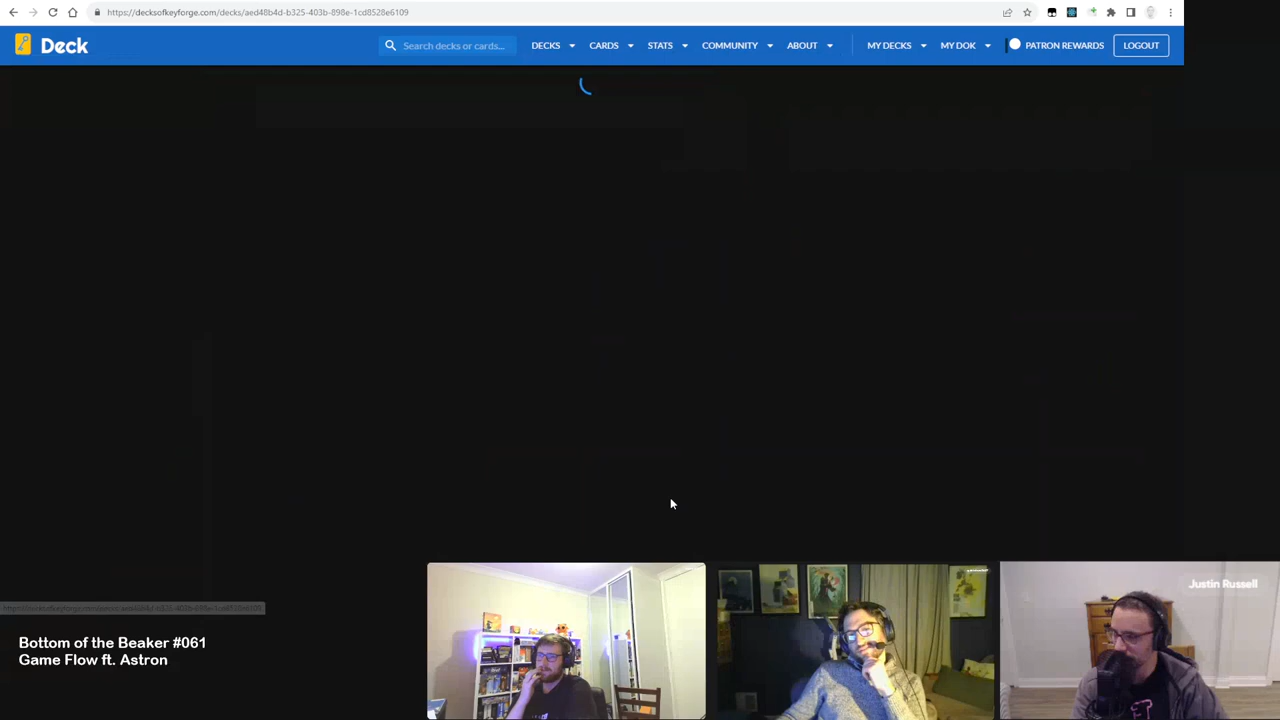 https://decksofkeyforge.com/decks/aed48b4d-b325-403b-898e-1cd8528e6109
Deck
Search decks or cards...
DECKS
CARDS
STATS
COMMUNITY
ABOUT
MY DECKS
MY DOK
PATRON REWARDS
LOGOUT
Justin Russell
Bottom of the Beaker #061
Game Flow ft. Astron